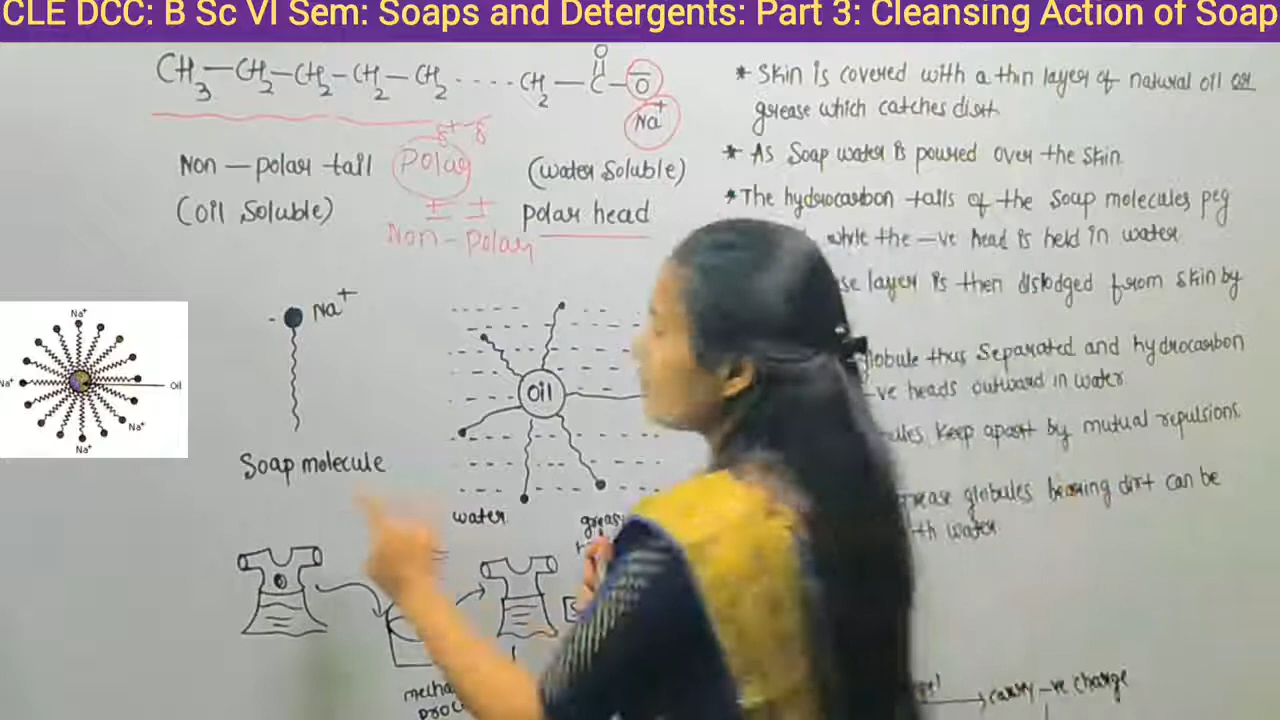 CLE DCC: B Sc VI Sem: Soaps and Detergents: Part 3: Cleansing Action of Soap
O
CH3—CH2—CH2—CH2—CH2.....CH2—C—O⁻
Na⁺
δ⁺ δ⁻
Non-polar tail Polar (water soluble)
(Oil soluble) polar head
Non-polar
Na⁺
Soap molecule
Oil
water
Na⁺
Na⁺
Oil
Na⁺
Na⁺
* Skin is covered with a thin layer of natural oil or
grease which catches dirt
* As Soap water is poured over the skin
* The hydrocarbon tails of the Soap molecules peg
while the -ve head is held in water
layer is then dislodged from skin by
globule thus separated and hydrocarbon
-ve heads outward in water
keep apart by mutual repulsions.
grease globules bearing dirt can be
water
carry -ve charge